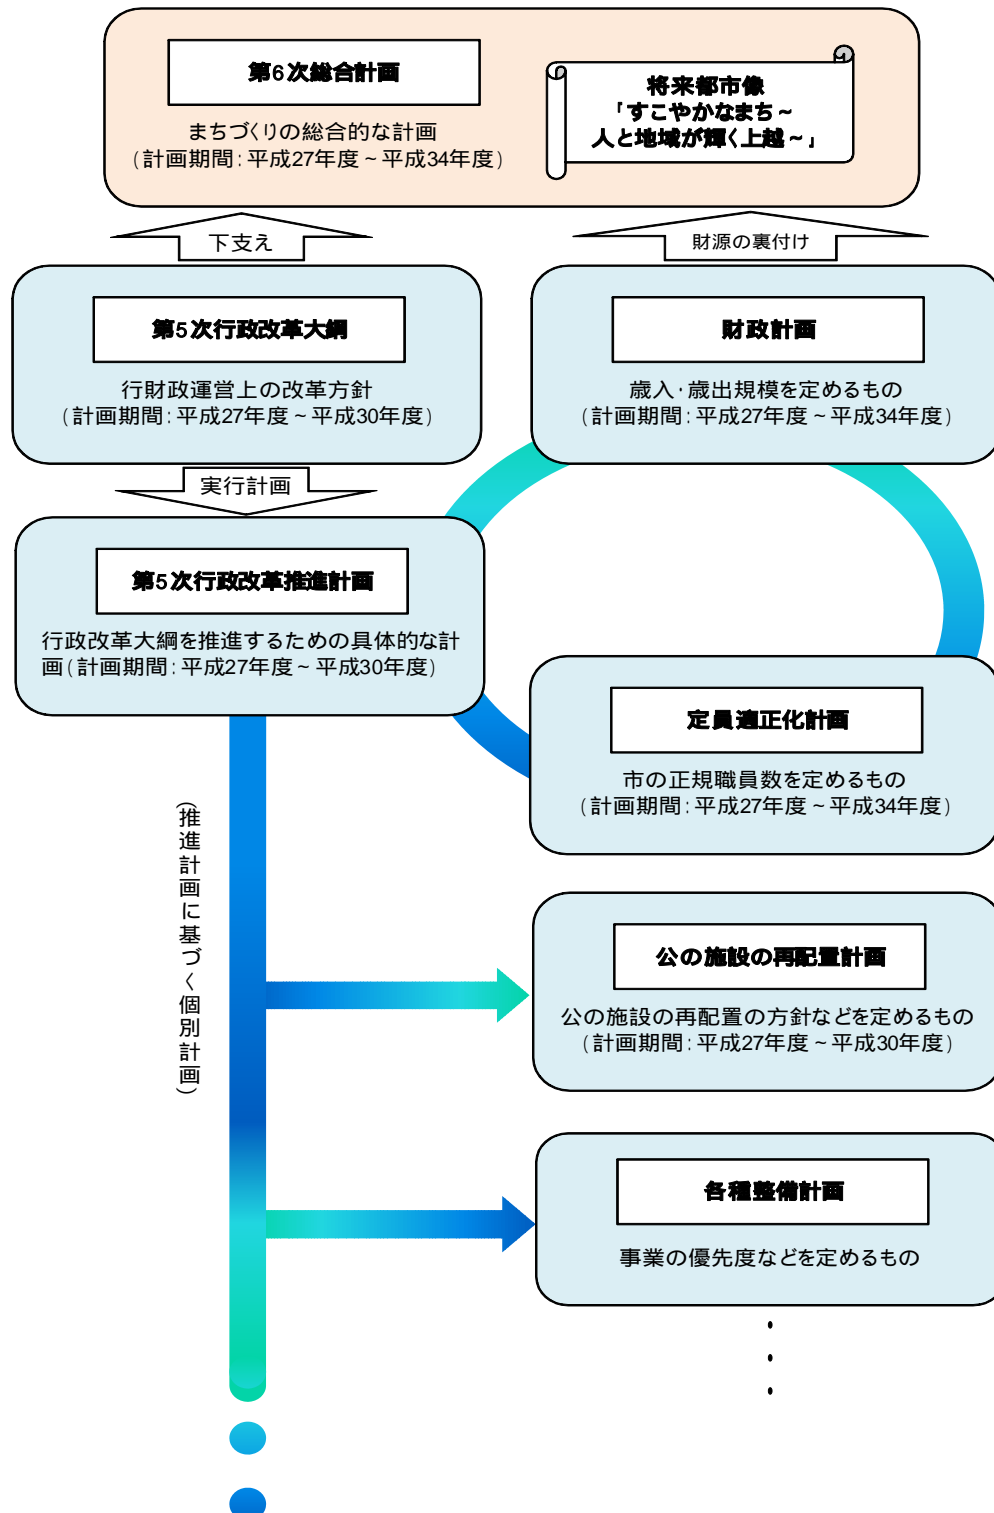 第6次総合計画
まちづくりの総合的な計画
(計画期間:平成27年度~平成34年度)
将来都市像
「すこやかなまち~
人と地域が輝く上越~」
下支え
財源の裏付け
第5次行政改革大綱
行財政運営上の改革方針
(計画期間:平成27年度~平成30年度)
財政計画
歳入・歳出規模を定めるもの
(計画期間:平成27年度~平成34年度)
実行計画
第5次行政改革推進計画
行政改革大綱を推進するための具体的な計
画(計画期間:平成27年度~平成30年度)
定員適正化計画
市の正規職員数を定めるもの
(計画期間:平成27年度~平成34年度)
(推進計画に基づく個別計画)
公の施設の再配置計画
公の施設の再配置の方針などを定めるもの
(計画期間:平成27年度~平成30年度)
各種整備計画
事業の優先度などを定めるもの